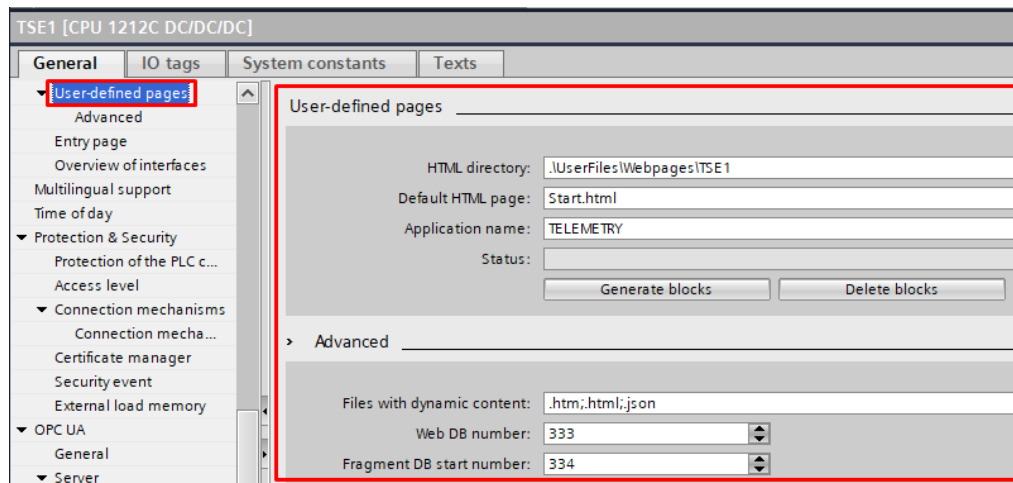 TSE1 [CPU 1212C DC/DC/DC]
General IO tags System constants Texts
User-defined pages
Advanced
Entry page
Overview of interfaces
Multilingual support
Time of day
Protection & Security
Protection of the PLC c...
Access level
Connection mechanisms
Connection mecha...
Certificate manager
Security event
External load memory
OPC UA
General
Server
User-defined pages
HTML directory: .\UserFiles\Webpages\TSE1
Default HTML page: Start.html
Application name: TELEMETRY
Status:
Generate blocks Delete blocks
Advanced
Files with dynamic content: .htm;.html;.json
Web DB number: 333
Fragment DB start number: 334